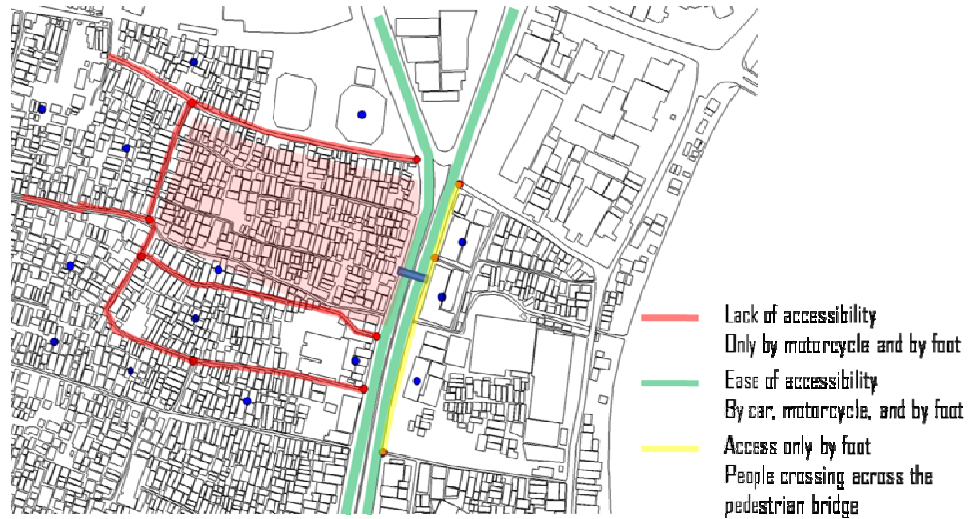 Lack of accessibility
Only by motorcycle and by foot
Ease of accessibility
By car, motorcycle, and by foot
Access only by foot
People crossing across the
pedestrian bridge